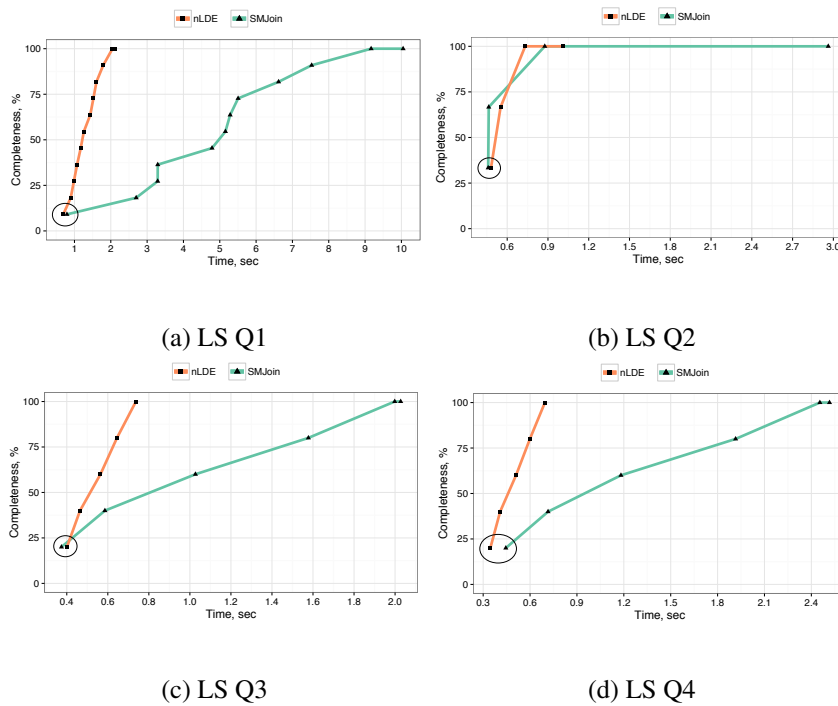 nLDE SMJoin
Completeness, %
100
75
50
25
0
1 2 3 4 5 6 7 8 9 10
Time, sec
(a) LS Q1
nLDE SMJoin
Completeness, %
100
75
50
25
0
0.6 0.9 1.2 1.5 1.8 2.1 2.4 2.7 3.0
Time, sec
(b) LS Q2
nLDE SMJoin
Completeness, %
100
75
50
25
0
0.4 0.6 0.8 1.0 1.2 1.4 1.6 1.8 2.0
Time, sec
(c) LS Q3
nLDE SMJoin
Completeness, %
100
75
50
25
0
0.3 0.6 0.9 1.2 1.5 1.8 2.1 2.4
Time, sec
(d) LS Q4